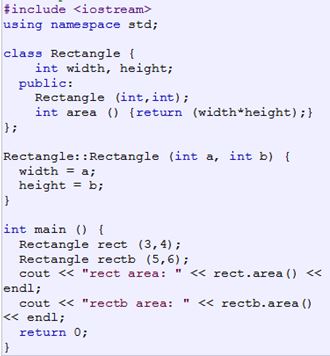 #include <iostream>
using namespace std;

class Rectangle {
    int width, height;
  public:
    Rectangle (int,int);
    int area () {return (width*height);}
};

Rectangle::Rectangle (int a, int b) {
  width = a;
  height = b;
}

int main () {
  Rectangle rect (3,4);
  Rectangle rectb (5,6);
  cout << "rect area: " << rect.area() <<
endl;
  cout << "rectb area: " << rectb.area()
<< endl;
  return 0;
}